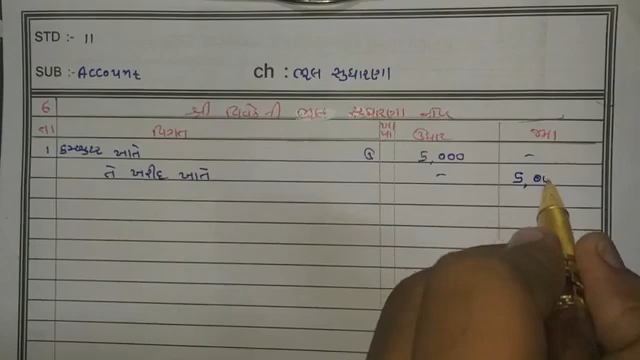 STD :- 11
SUB :- Account ch : ભૂલ સુધારણા
6 શ્રી વિવેકની ભૂલ સુધારણા નોંધ
તા વિગત ખા પા ઉધાર જમા
1 કમ્પ્યુટર ખાતે ઉ 5,000 -
તે ખરીદ ખાતે - 5,00